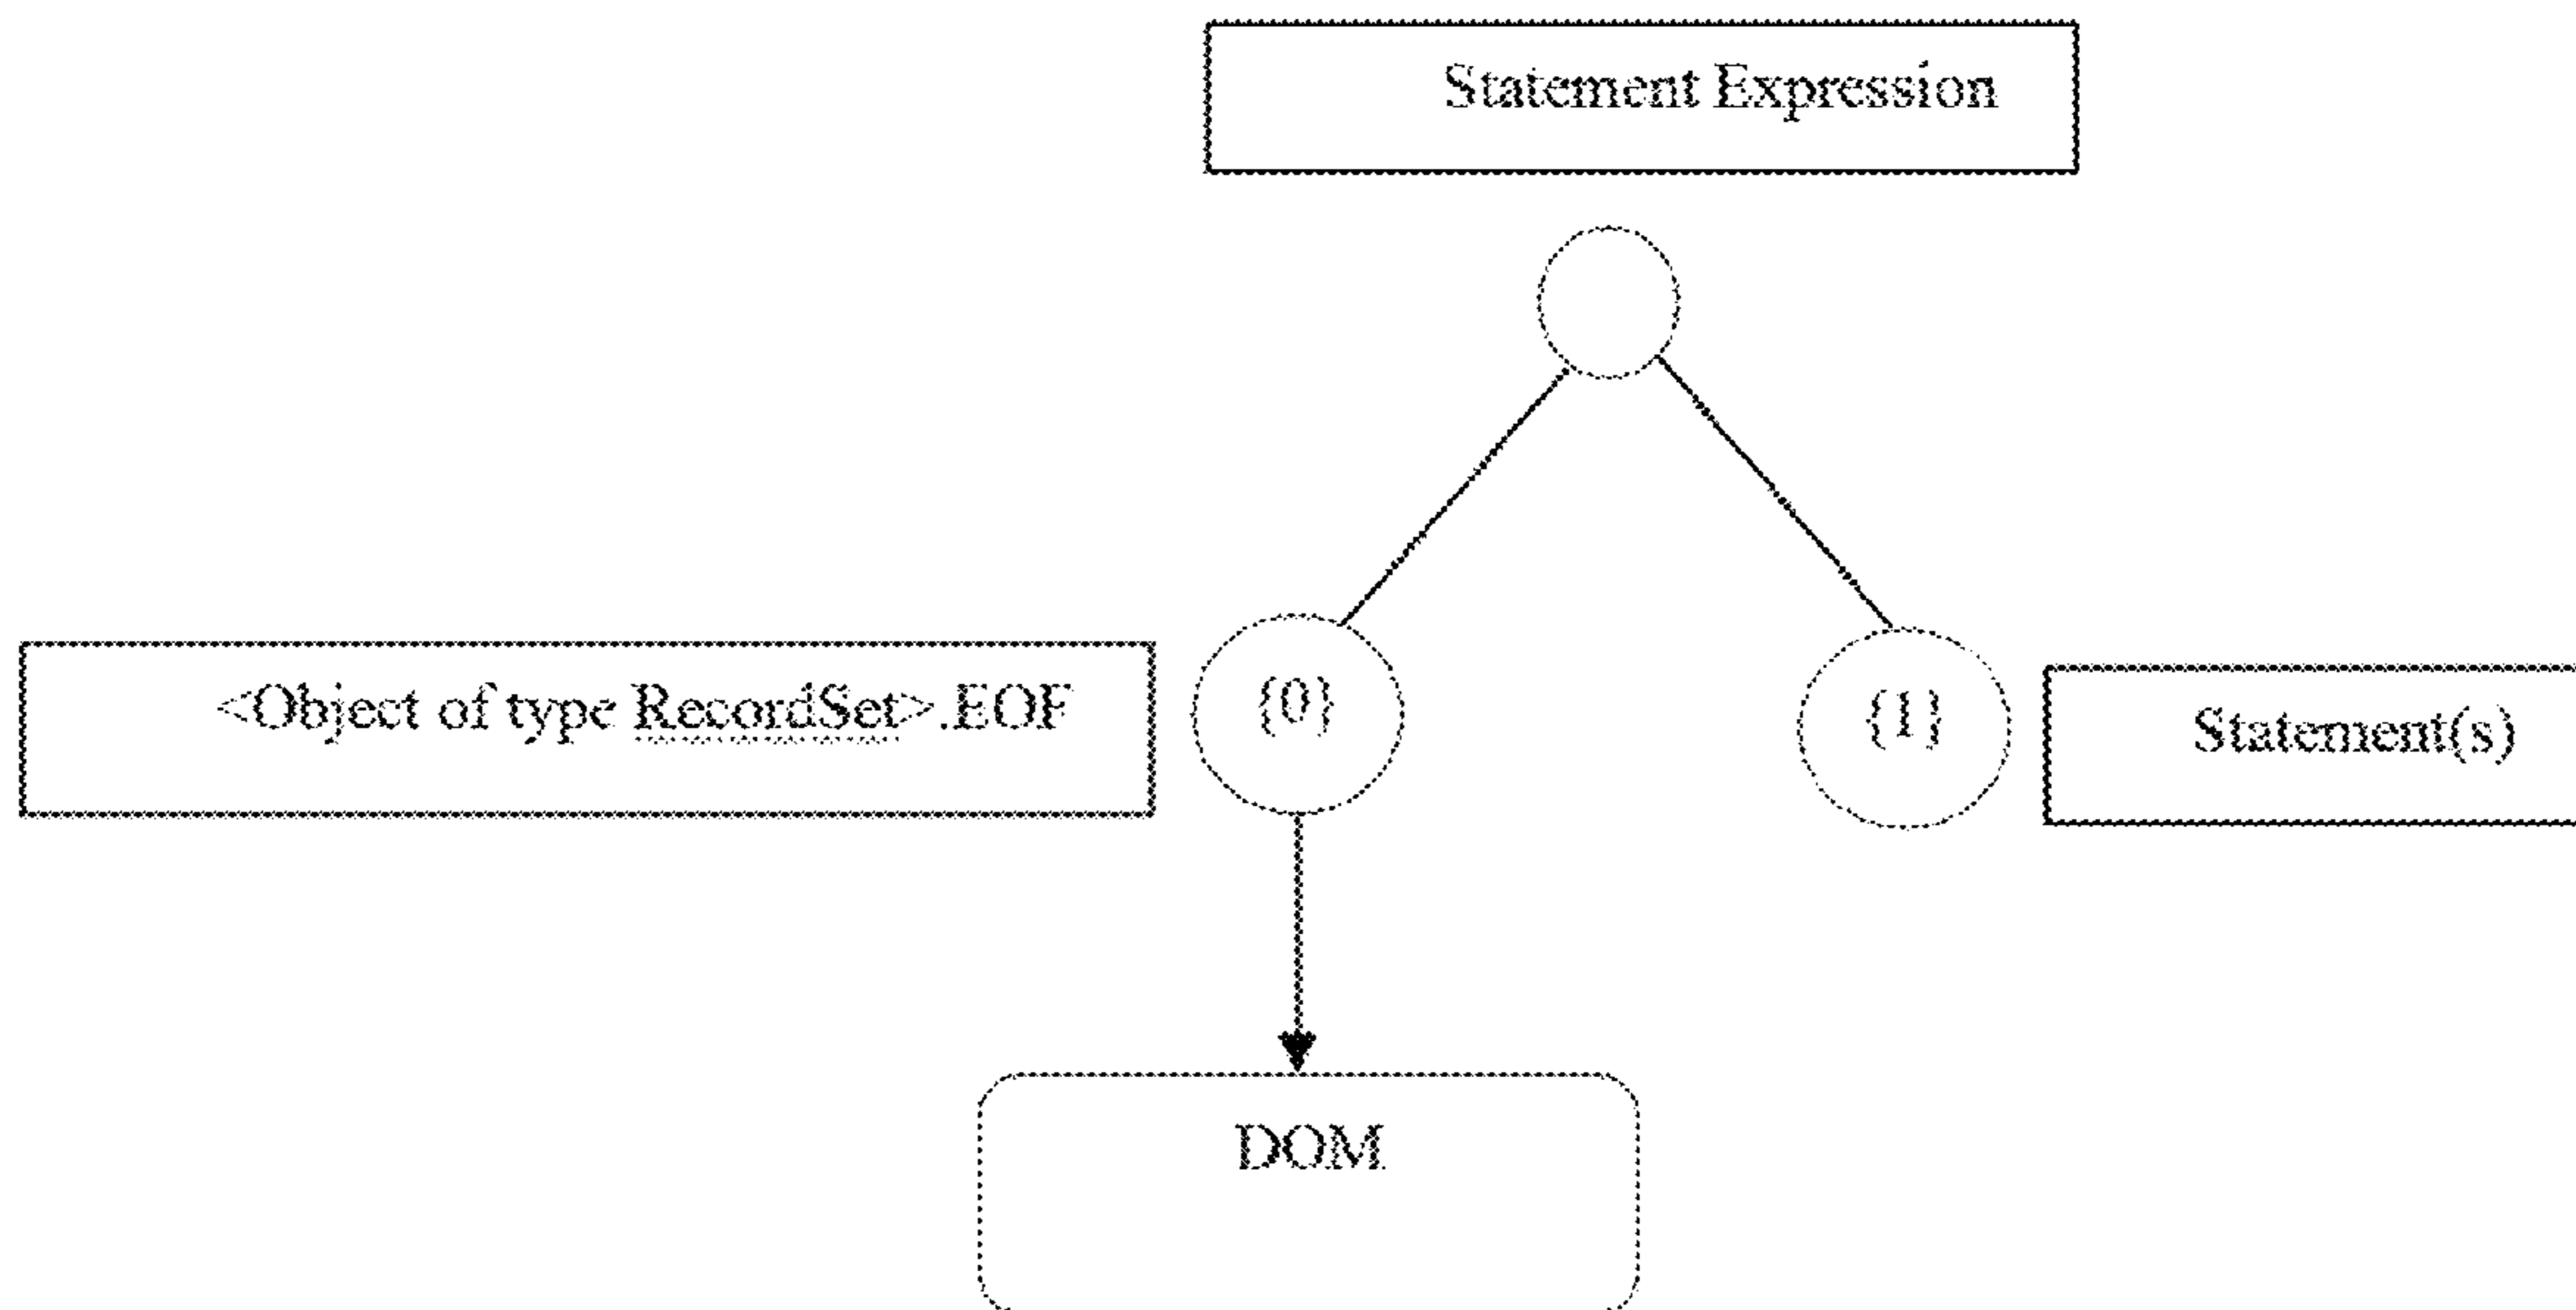 Statement Expression
<Object of type RecordSet>.EOF
{0}
{1}
Statement(s)
DOM